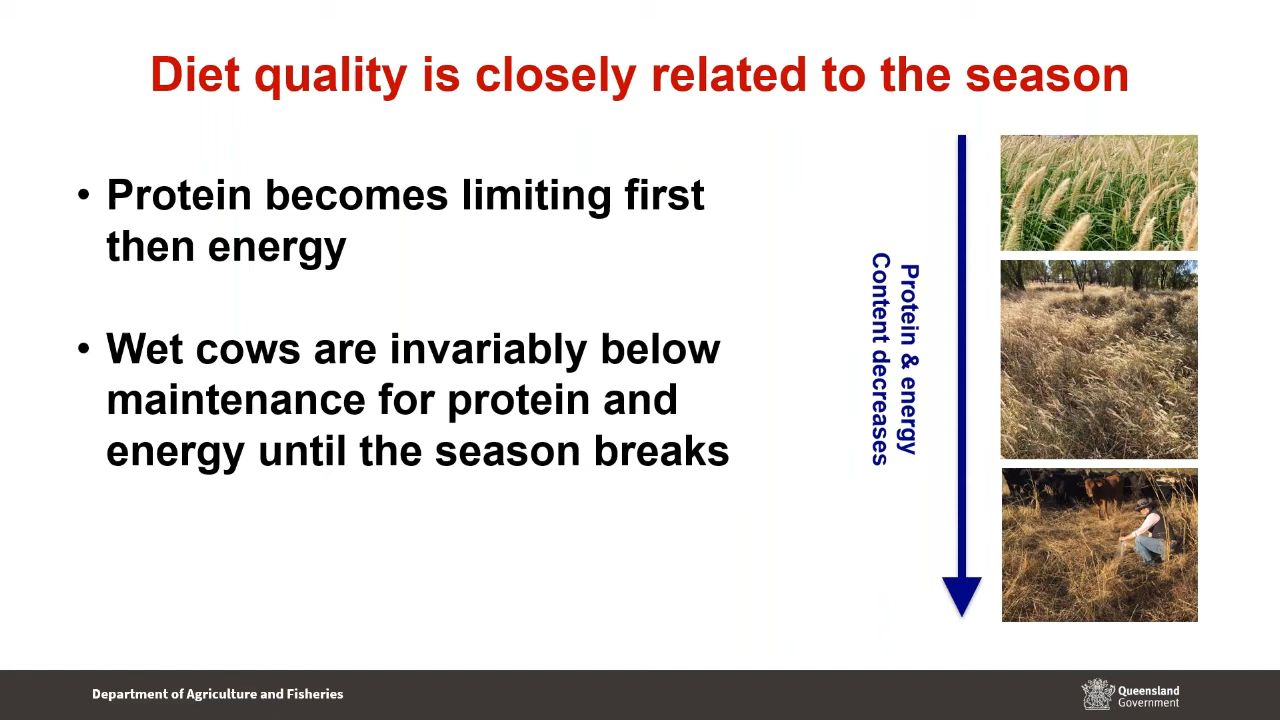 Diet quality is closely related to the season
• Protein becomes limiting first
then energy
• Wet cows are invariably below
maintenance for protein and
energy until the season breaks
Protein & energy
Content decreases
Department of Agriculture and Fisheries
Queensland
Government